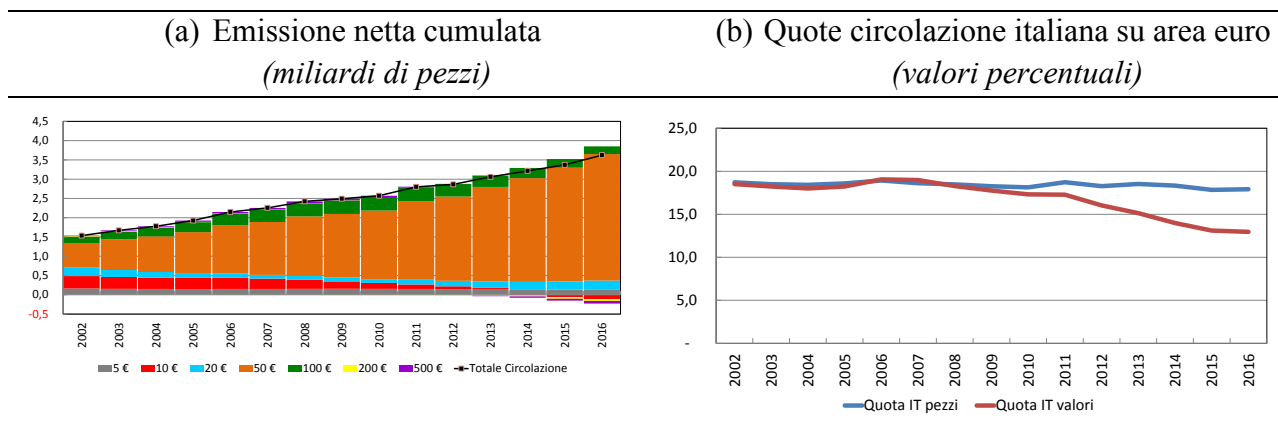 (a) Emissione netta cumulata
(miliardi di pezzi)
(b) Quote circolazione italiana su area euro
(valori percentuali)
4,5
4,0
3,5
3,0
2,5
2,0
1,5
1,0
0,5
0,0
-0,5
2002 2003 2004 2005 2006 2007 2008 2009 2010 2011 2012 2013 2014 2015 2016
5 € 10 € 20 € 50 € 100 € 200 € 500 € Totale Circolazione
25,0
20,0
15,0
10,0
5,0
-
2002 2003 2004 2005 2006 2007 2008 2009 2010 2011 2012 2013 2014 2015 2016
Quota IT pezzi Quota IT valori